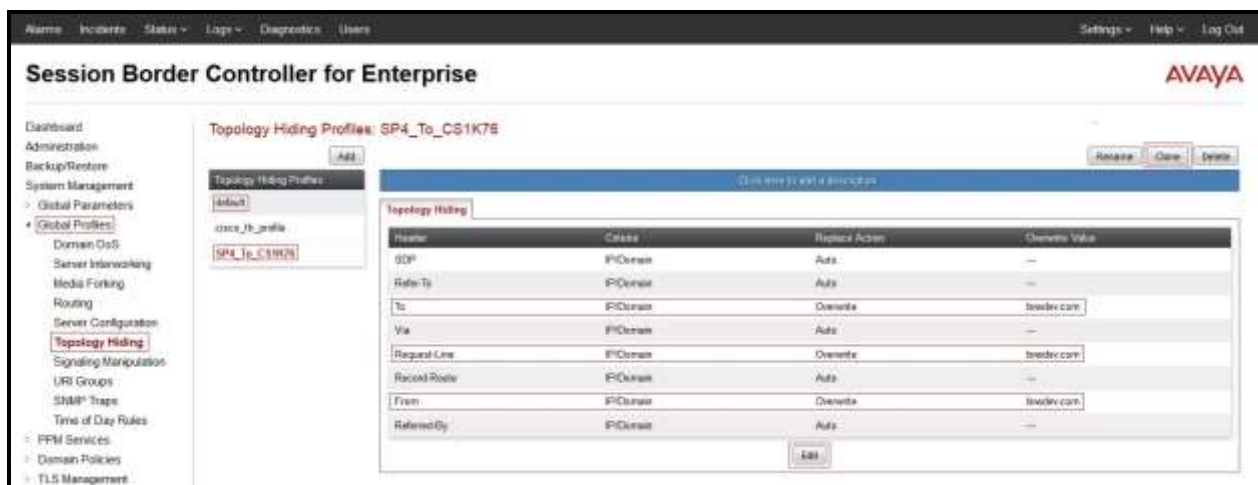 Alarms Incidents Status Logs Diagnostics Users Settings Help Log Out
Session Border Controller for Enterprise
AVAYA
Dashboard
Administration
Backup/Restore
System Management
Global Parameters
Global Profiles
Domain DoS
Server Interworking
Media Forking
Routing
Server Configuration
Topology Hiding
Signaling Manipulation
URI Groups
SNMP Traps
Time of Day Rules
PPM Services
Domain Policies
TLS Management
Topology Hiding Profiles: SP4_To_CS1K76
Add
Rename Clone Delete
Topology Hiding Profiles
default
cisco_th_profile
SP4_To_CS1K76
Click here to add a description.
Topology Hiding
Header Criteria Replace Action Overwrite Value
SDP IP/Domain Auto ---
Refer-To IP/Domain Auto ---
To IP/Domain Overwrite
Via IP/Domain Auto ---
Request-Line IP/Domain Overwrite
Record-Route IP/Domain Auto ---
From IP/Domain Overwrite
Referred-By IP/Domain Auto ---
Edit